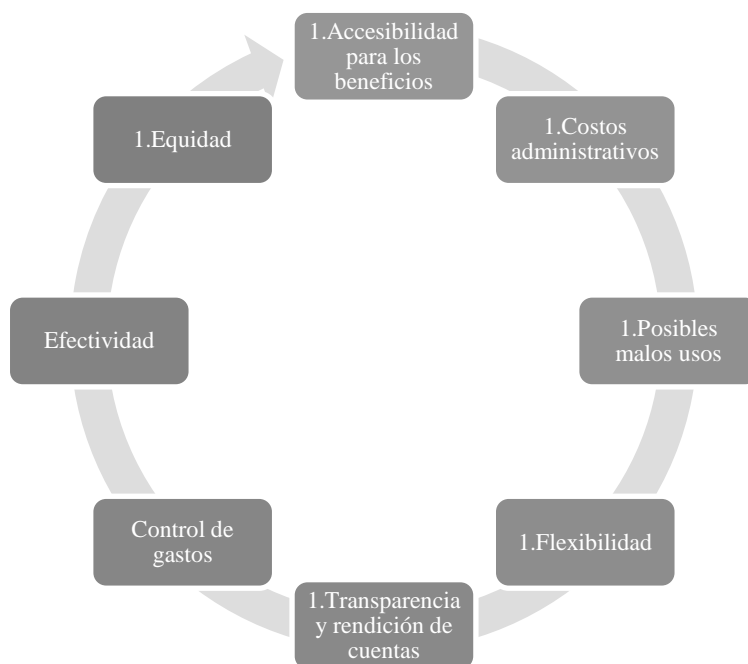 1.Accesibilidad
para los
beneficios
1.Costos
administrativos
1.Posibles
malos usos
1.Flexibilidad
1.Transparencia
y rendición de
cuentas
Control de
gastos
Efectividad
1.Equidad